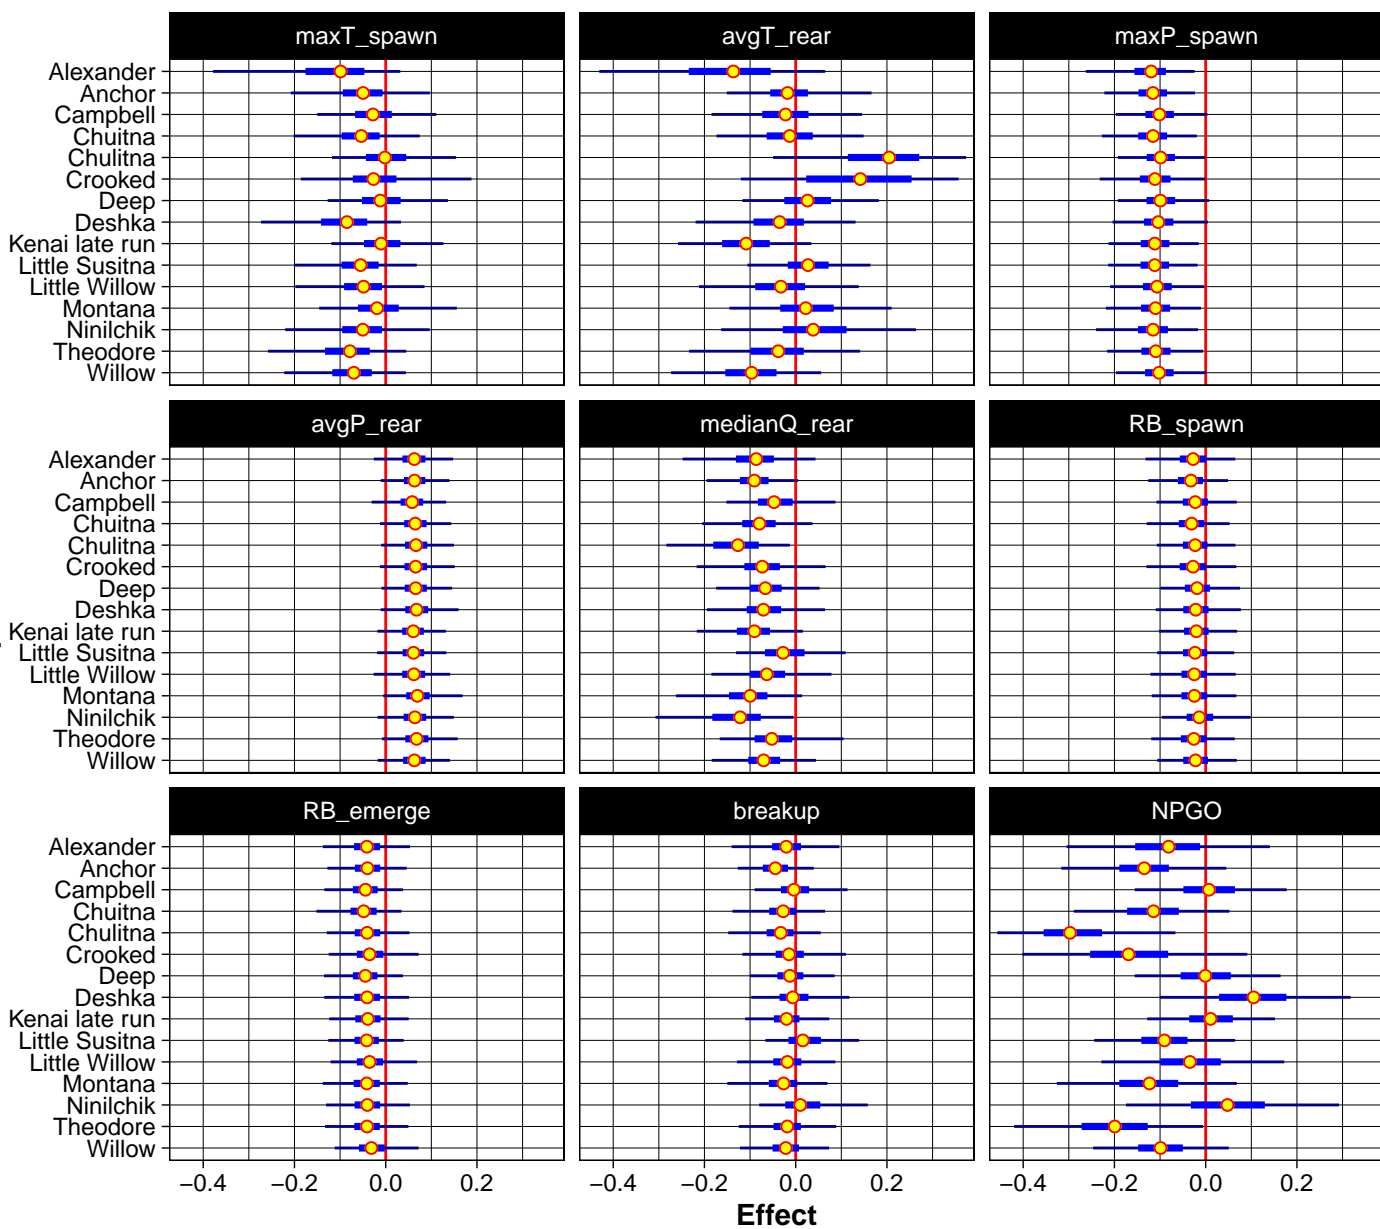 maxT_spawn avgT_rear maxP_spawn
Alexander
Anchor
Campbell
Chuitna
Chulitna
Crooked
Deep
Deshka
Kenai late run
Little Susitna
Little Willow
Montana
Ninilchik
Theodore
Willow
avgP_rear medianQ_rear RB_spawn
Alexander
Anchor
Campbell
Chuitna
Chulitna
Crooked
Deep
Deshka
Kenai late run
Little Susitna
Little Willow
Montana
Ninilchik
Theodore
Willow
RB_emerge breakup NPGO
Alexander
Anchor
Campbell
Chuitna
Chulitna
Crooked
Deep
Deshka
Kenai late run
Little Susitna
Little Willow
Montana
Ninilchik
Theodore
Willow
−0.4 −0.2 0.0 0.2 −0.4 −0.2 0.0 0.2 −0.4 −0.2 0.0 0.2
Effect